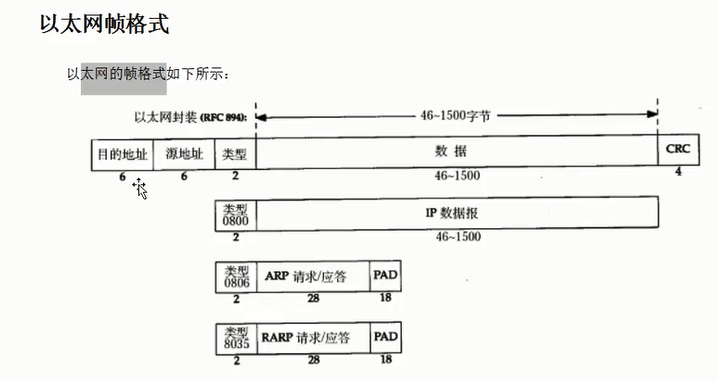 以太网帧格式
以太网的帧格式如下所示：
以太网封装(RFC 894): 46~1500字节
目的地址 源地址 类型 数据 CRC
6 6 2 46~1500 4
类型 0800 IP 数据报
2 46~1500
类型 0806 ARP 请求/应答 PAD
2 28 18
类型 8035 RARP 请求/应答 PAD
2 28 18